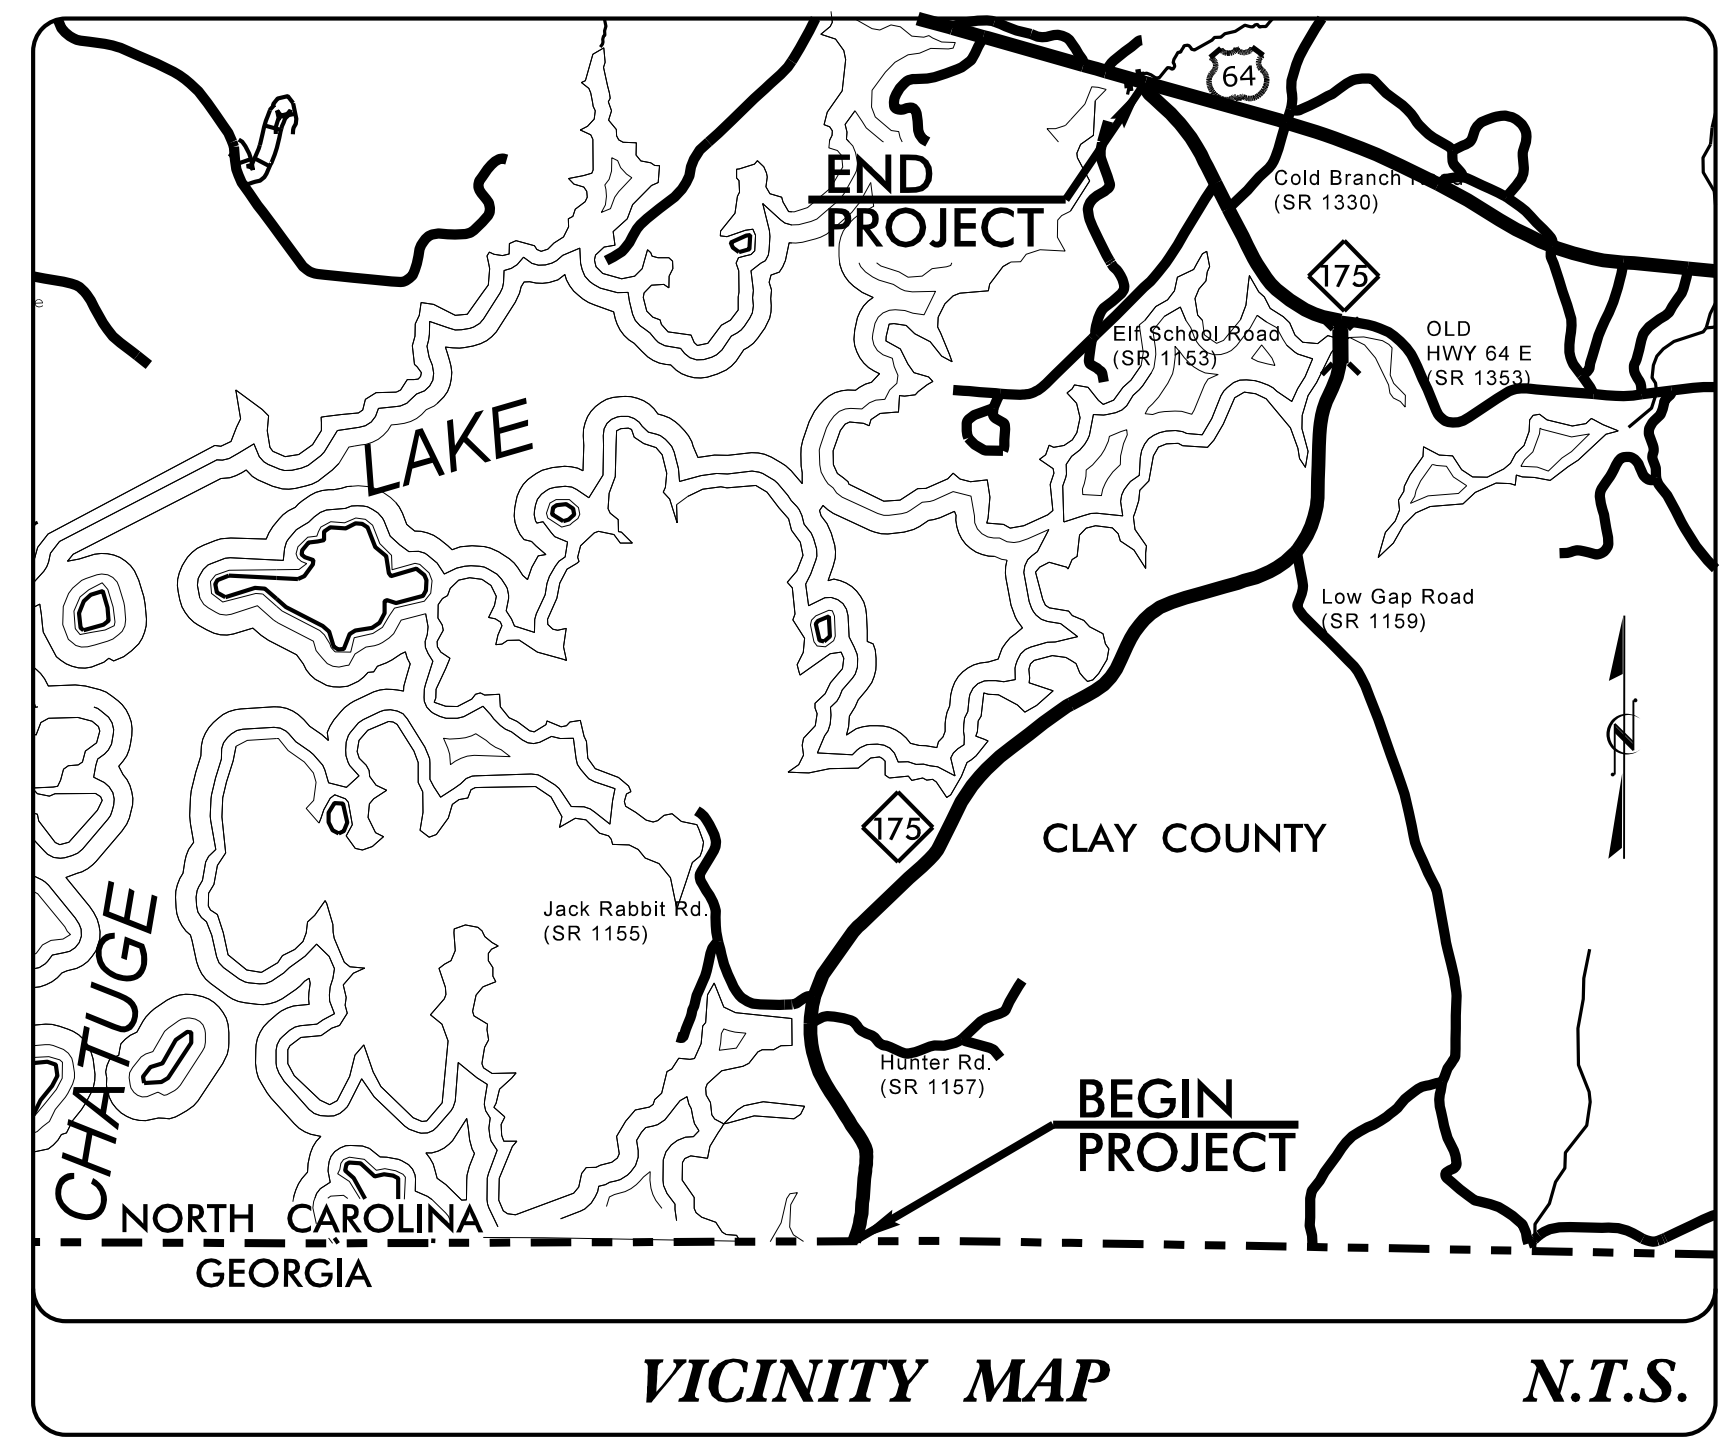 64
END
PROJECT
Cold Branch
(SR 1330)
175
Elf School Road
(SR 1153)
OLD
HWY 64 E
(SR 1353)
LAKE
Low Gap Road
(SR 1159)
N
175
CLAY COUNTY
Jack Rabbit Rd.
(SR 1155)
CHATUGE
Hunter Rd.
(SR 1157)
BEGIN
PROJECT
NORTH CAROLINA
GEORGIA
VICINITY MAP
N.T.S.